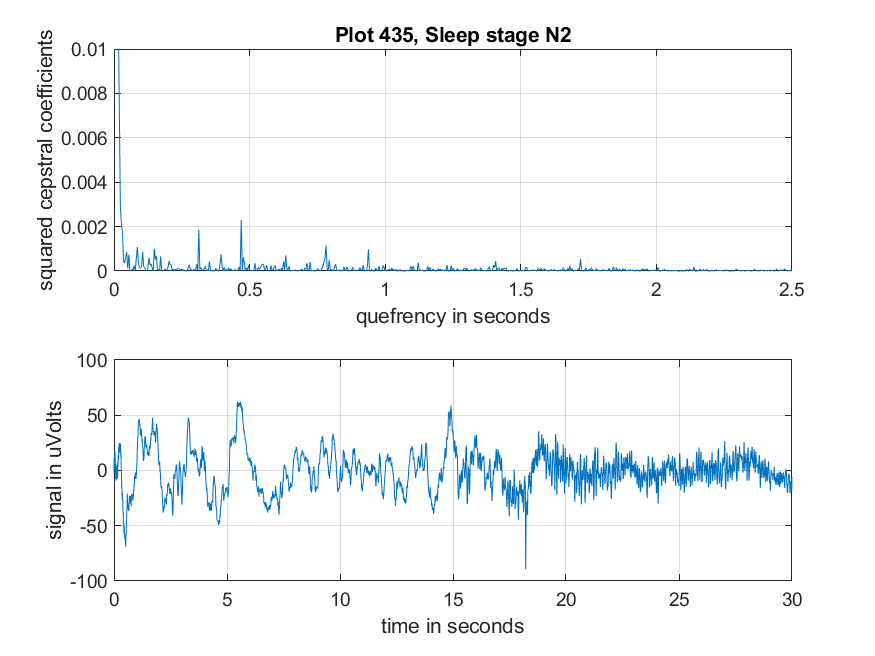 Plot 435, Sleep stage N2
squared cepstral coefficients
0.01
0.008
0.006
0.004
0.002
0
0 0.5 1 1.5 2 2.5
quefrency in seconds
signal in uVolts
100
50
0
-50
-100
0 5 10 15 20 25 30
time in seconds